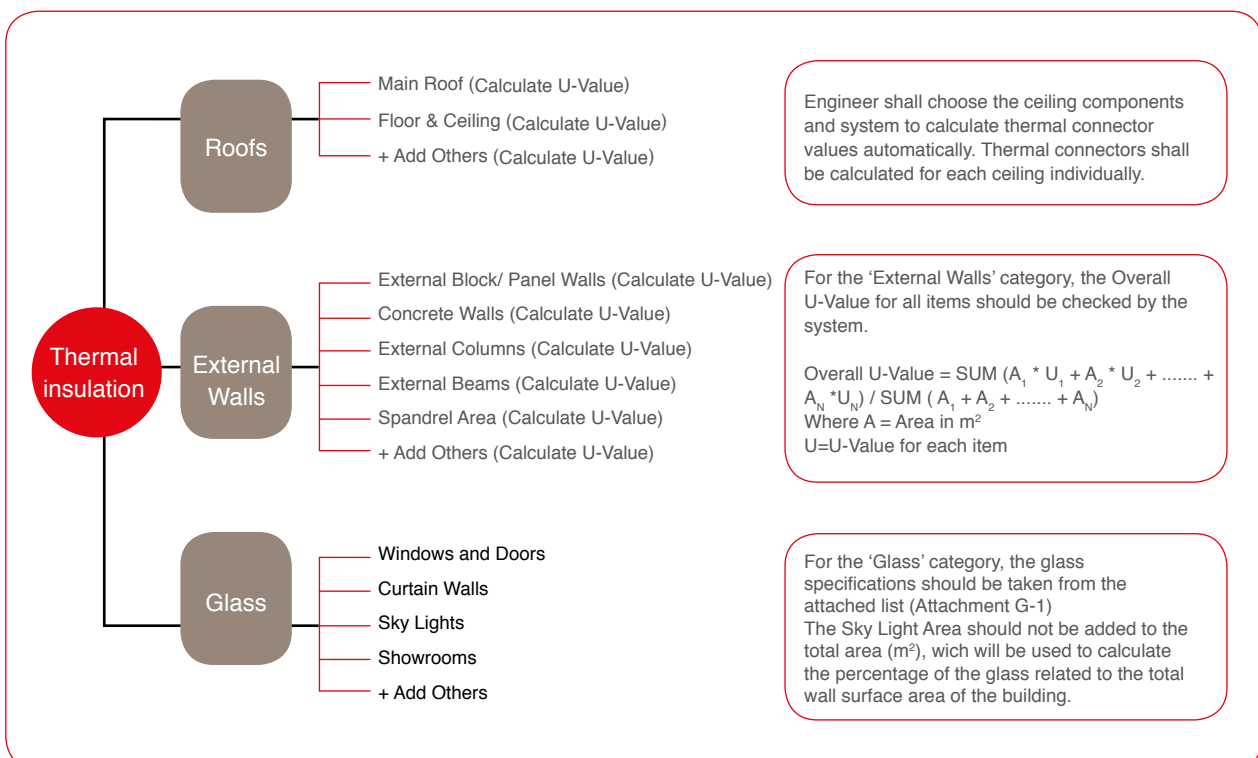 Thermal
insulation
Roofs
Main Roof (Calculate U-Value)
Floor & Ceiling (Calculate U-Value)
+ Add Others (Calculate U-Value)
Engineer shall choose the ceiling components
and system to calculate thermal connector
values automatically. Thermal connectors shall
be calculated for each ceiling individually.
External
Walls
External Block/ Panel Walls (Calculate U-Value)
Concrete Walls (Calculate U-Value)
External Columns (Calculate U-Value)
External Beams (Calculate U-Value)
Spandrel Area (Calculate U-Value)
+ Add Others (Calculate U-Value)
For the ‘External Walls’ category, the Overall
U-Value for all items should be checked by the
system.
Overall U-Value = SUM (A₁ * U₁ + A₂ * U₂ + ....... +
A_N *U_N) / SUM ( A₁ + A₂ + ....... + A_N)
Where A = Area in m²
U=U-Value for each item
Glass
Windows and Doors
Curtain Walls
Sky Lights
Showrooms
+ Add Others
For the ‘Glass’ category, the glass
specifications should be taken from the
attached list (Attachment G-1)
The Sky Light Area should not be added to the
total area (m²), wich will be used to calculate
the percentage of the glass related to the total
wall surface area of the building.